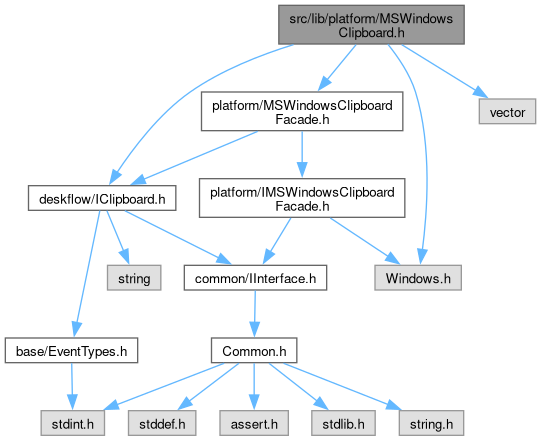 src/lib/platform/MSWindows
Clipboard.h
platform/MSWindowsClipboard
Facade.h
vector
deskflow/IClipboard.h
platform/IMSWindowsClipboard
Facade.h
string
common/IInterface.h
Windows.h
base/EventTypes.h
Common.h
stdint.h
stddef.h
assert.h
stdlib.h
string.h